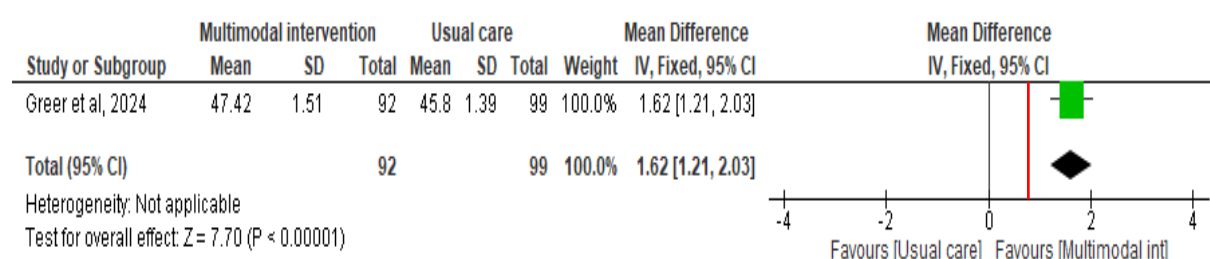 Multimodal intervention Usual care Mean Difference Mean Difference
Study or Subgroup Mean SD Total Mean SD Total Weight IV, Fixed, 95% CI IV, Fixed, 95% CI
Greer et al, 2024 47.42 1.51 92 45.8 1.39 99 100.0% 1.62 [1.21, 2.03]
Total (95% CI) 92 99 100.0% 1.62 [1.21, 2.03]
Heterogeneity: Not applicable
Test for overall effect: Z = 7.70 (P < 0.00001)
-4 -2 0 2 4
Favours [Usual care] Favours [Multimodal int]